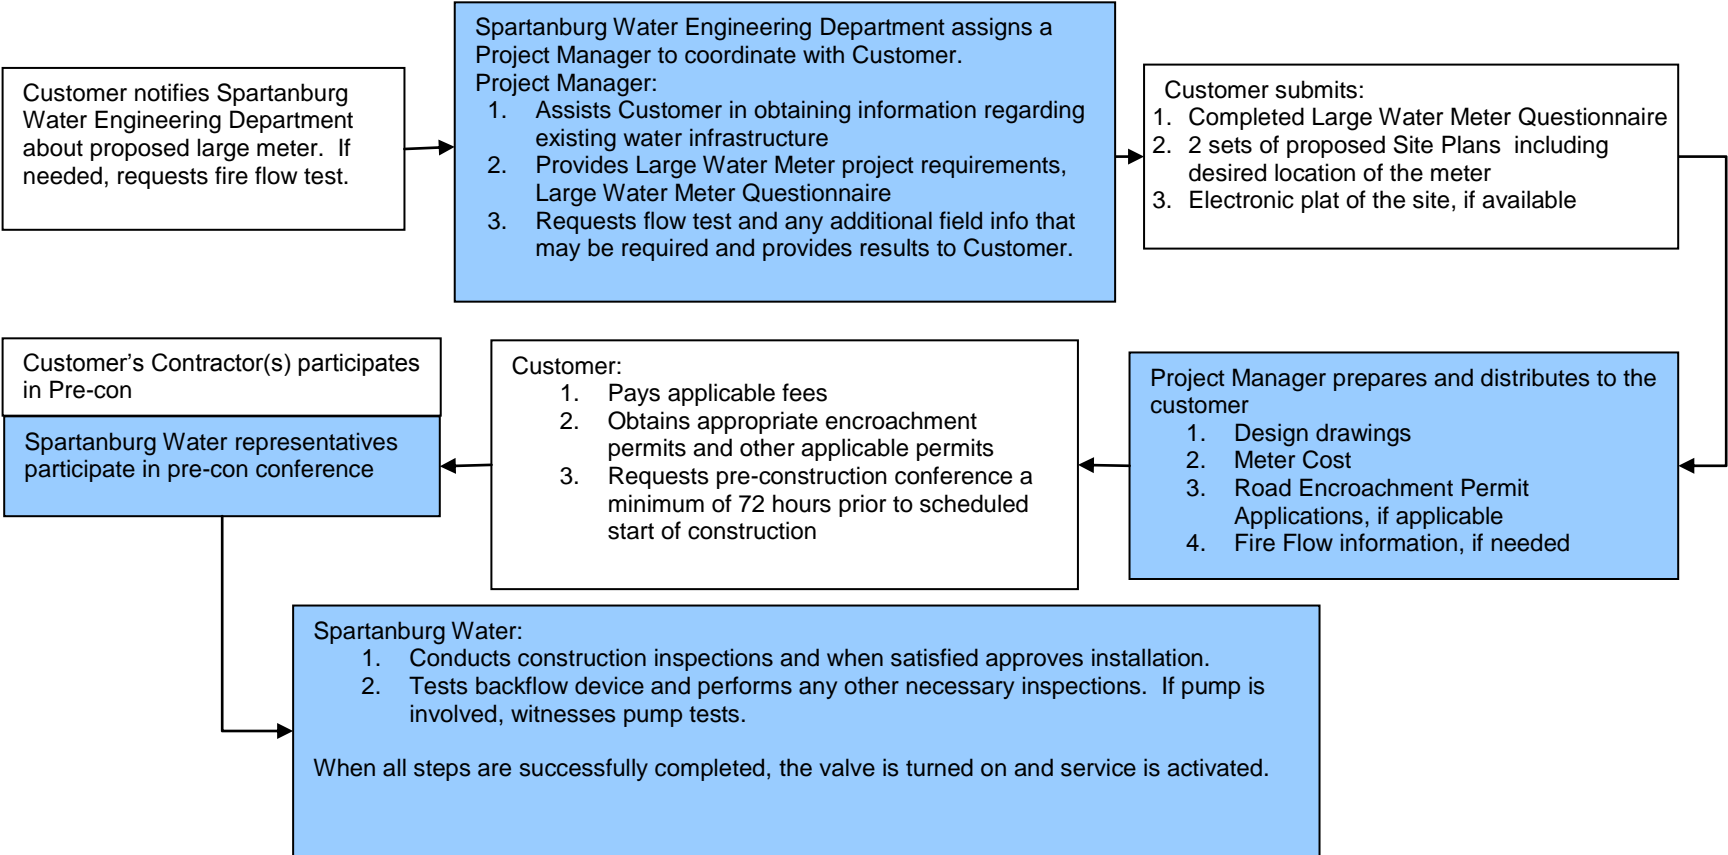 Customer notifies Spartanburg
Water Engineering Department
about proposed large meter.  If
needed, requests fire flow test.
Spartanburg Water Engineering Department assigns a
Project Manager to coordinate with Customer.
Project Manager:
1. Assists Customer in obtaining information regarding
existing water infrastructure
2. Provides Large Water Meter project requirements,
Large Water Meter Questionnaire
3. Requests flow test and any additional field info that
may be required and provides results to Customer.
Customer submits:
1. Completed Large Water Meter Questionnaire
2. 2 sets of proposed Site Plans  including
desired location of the meter
3. Electronic plat of the site, if available
Project Manager prepares and distributes to the
customer
1. Design drawings
2. Meter Cost
3. Road Encroachment Permit
Applications, if applicable
4. Fire Flow information, if needed
Customer:
1. Pays applicable fees
2. Obtains appropriate encroachment
permits and other applicable permits
3. Requests pre-construction conference a
minimum of 72 hours prior to scheduled
start of construction
Customer’s Contractor(s) participates
in Pre-con
Spartanburg Water representatives
participate in pre-con conference
Spartanburg Water:
1. Conducts construction inspections and when satisfied approves installation.
2. Tests backflow device and performs any other necessary inspections.  If pump is
involved, witnesses pump tests.
When all steps are successfully completed, the valve is turned on and service is activated.